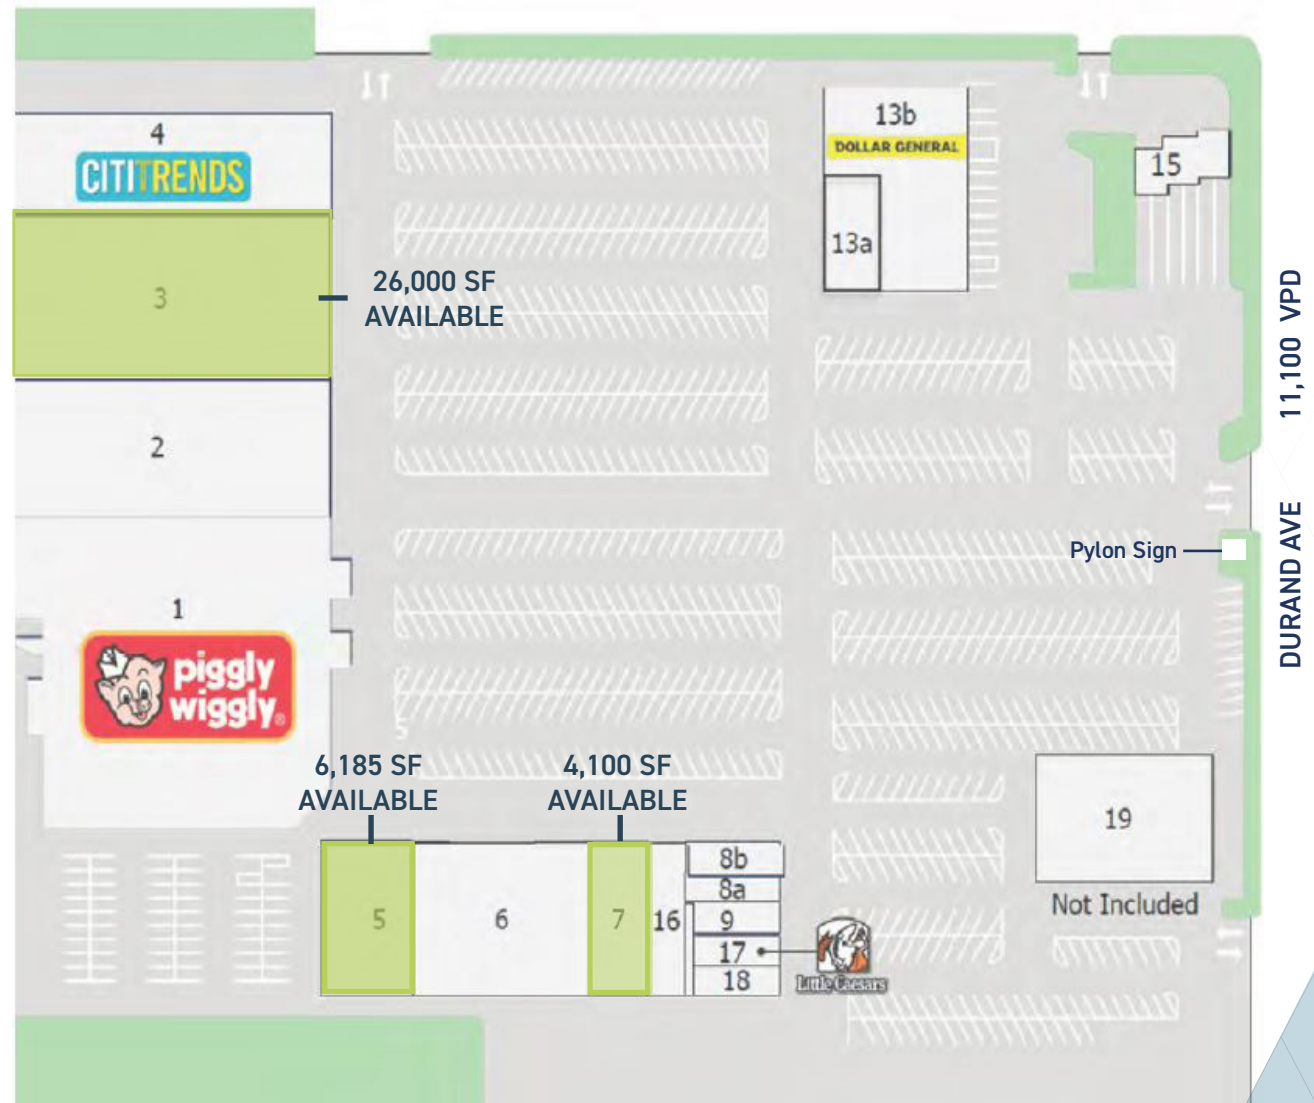 4
CITITRENDS
3
26,000 SF
AVAILABLE
2
1
piggly
wiggly®
13b
DOLLAR GENERAL
13a
15
11,100 VPD
DURAND AVE
Pylon Sign
6,185 SF
AVAILABLE
4,100 SF
AVAILABLE
5
6
7
16
8b
8a
9
17
18
Little Caesars
19
Not Included